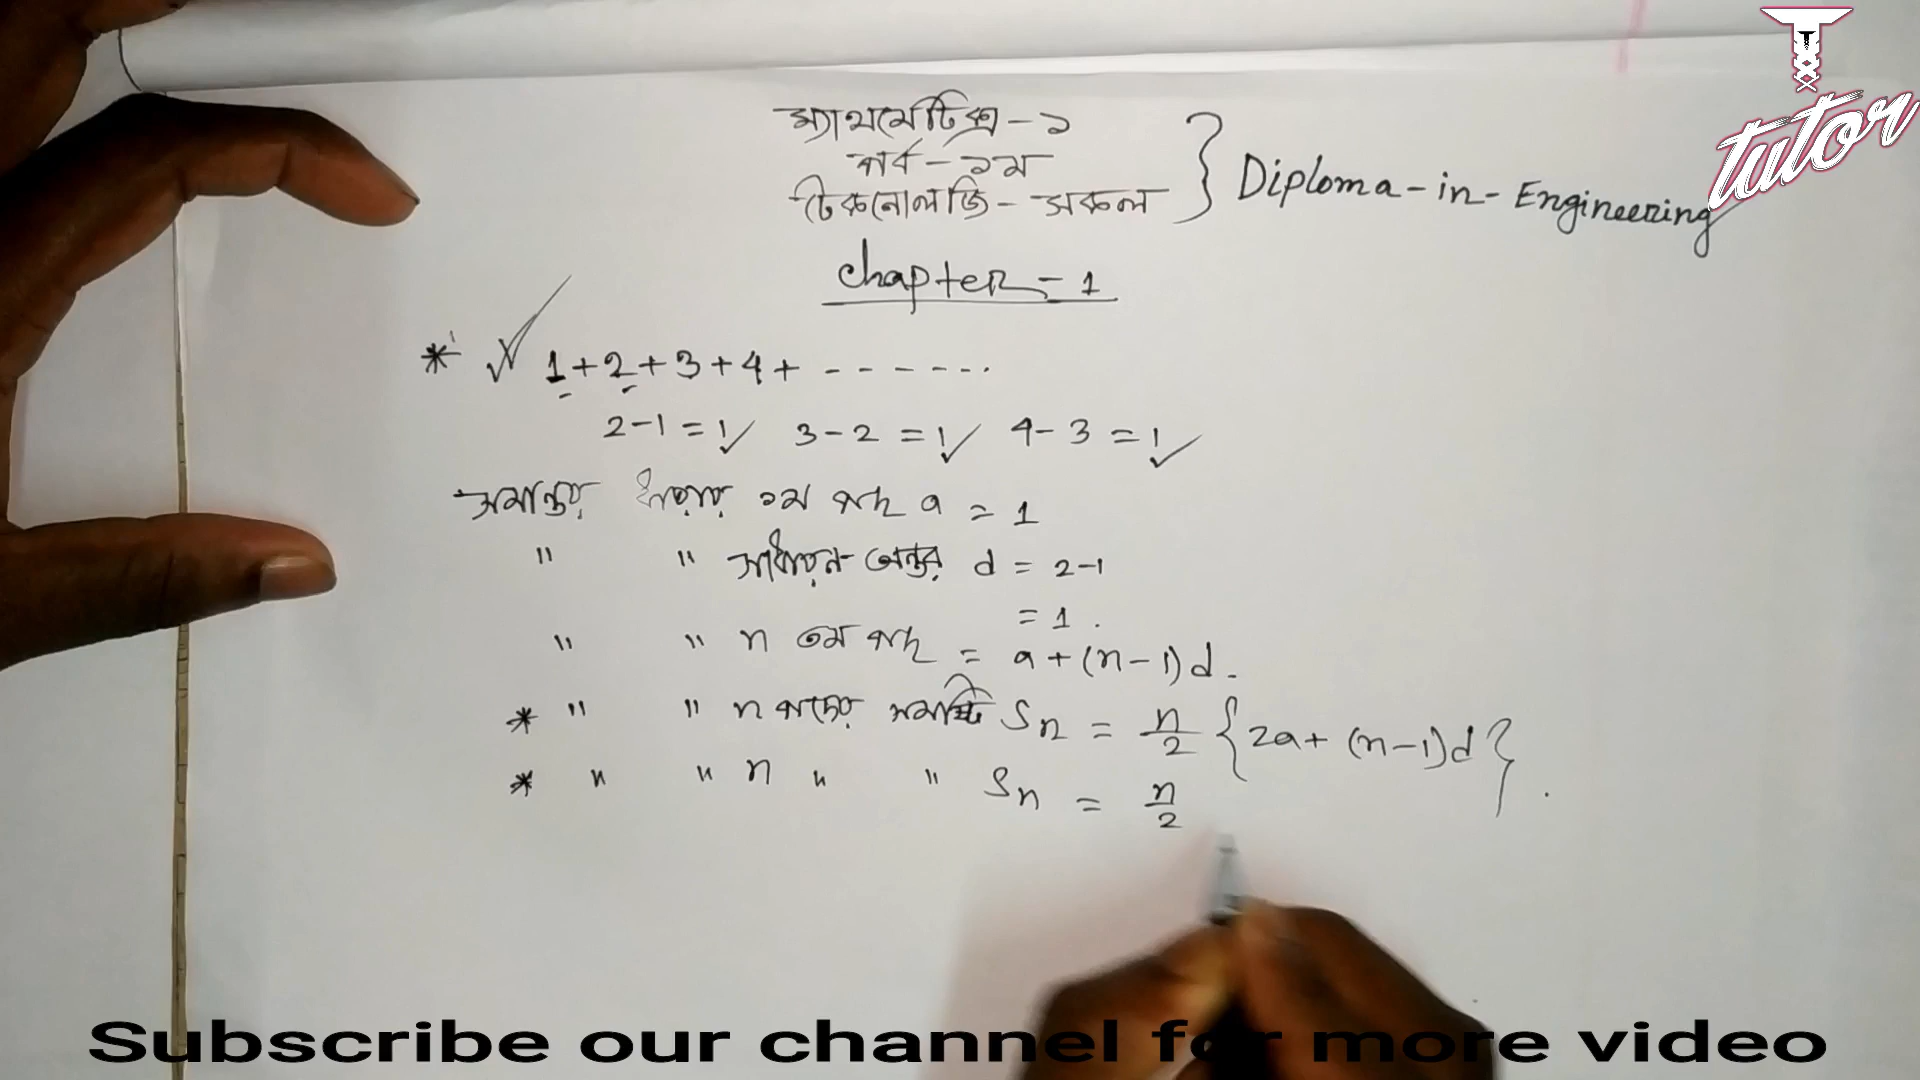 ম্যাথমেটিক্স - ১
পর্ব - ১ম
টেকনোলজি - সকল
} Diploma-in-Engineering
T
tutor
Chapter - 1
* 1+2+3+4+ -------
2-1 = 1 ✓ 3-2 = 1 ✓ 4-3 = 1 ✓
সমান্তর ধারার ১ম পদ a = 1
" " সাধারন অন্তর d = 2-1
= 1 .
" " n তম পদ = a+(n-1)d .
* " " n পদের সমষ্টি Sn = n/2 {2a+(n-1)d} .
* " " n " " Sn = n/2
Subscribe our channel for more video